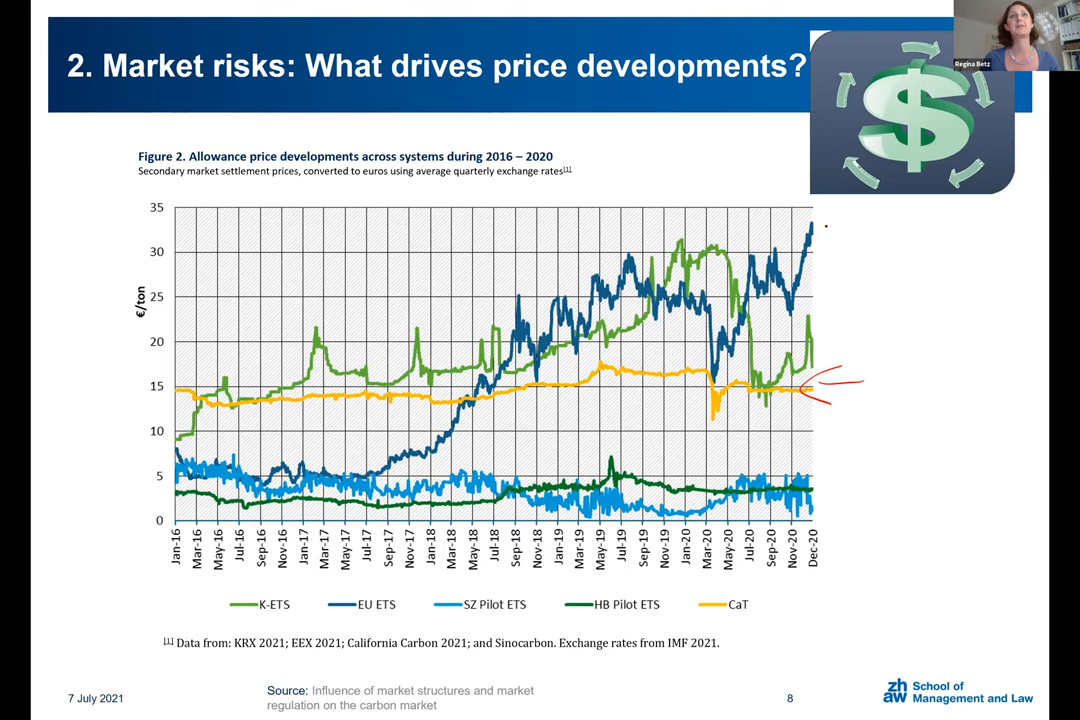 2. Market risks: What drives price developments?
Regina Betz
Figure 2. Allowance price developments across systems during 2016 – 2020
Secondary market settlement prices, converted to euros using average quarterly exchange rates[1]
€/ton
35
30
25
20
15
10
5
0
Jan-16
Mar-16
May-16
Jul-16
Sep-16
Nov-16
Jan-17
Mar-17
May-17
Jul-17
Sep-17
Nov-17
Jan-18
Mar-18
May-18
Jul-18
Sep-18
Nov-18
Jan-19
Mar-19
May-19
Jul-19
Sep-19
Nov-19
Jan-20
Mar-20
May-20
Jul-20
Sep-20
Nov-20
Dec-20
K-ETS EU ETS SZ Pilot ETS HB Pilot ETS CaT
[1] Data from: KRX 2021; EEX 2021; California Carbon 2021; and Sinocarbon. Exchange rates from IMF 2021.
7 July 2021
Source: Influence of market structures and market
regulation on the carbon market
8
zh
aw
School of
Management and Law